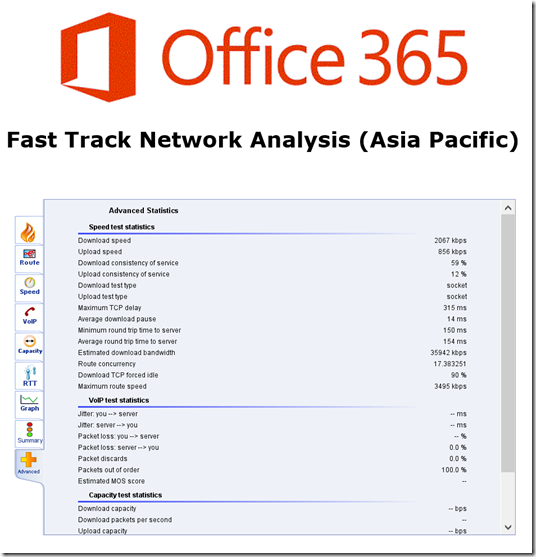 Office 365
Fast Track Network Analysis (Asia Pacific)
Advanced Statistics
Speed test statistics
Download speed 2067 kbps
Upload speed 856 kbps
Download consistency of service 59 %
Upload consistency of service 12 %
Download test type socket
Upload test type socket
Maximum TCP delay 315 ms
Average download pause 14 ms
Minimum round trip time to server 150 ms
Average round trip time to server 154 ms
Estimated download bandwidth 35942 kbps
Route concurrency 17.383251
Download TCP forced idle 90 %
Maximum route speed 3495 kbps
VoIP test statistics
Jitter: you --> server -- ms
Jitter: server --> you -- ms
Packet loss: you --> server -- %
Packet loss: server --> you 0.0 %
Packet discards 0.0 %
Packets out of order 100.0 %
Estimated MOS score --
Capacity test statistics
Download capacity -- bps
Download packets per second --
Upload capacity -- bps
Route
Speed
VoIP
Capacity
RTT
Graph
Summary
Advanced